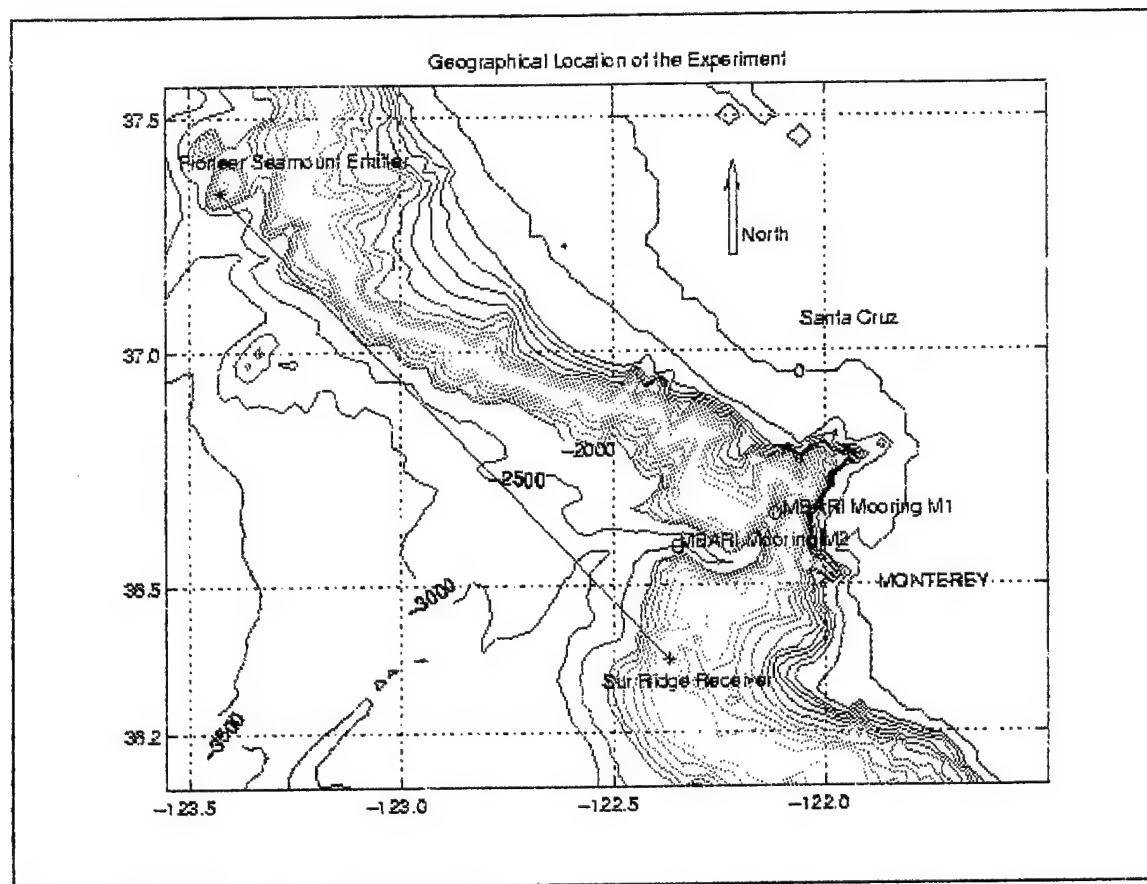 Geographical Location of the Experiment
37.5
Pioneer Seamount Emitter
North
Santa Cruz
37.0
-2000
-2500
MBARI Mooring M1
MBARI Mooring M2
MONTEREY
36.5
-3000
Sur Ridge Receiver
-3500
36.2
-123.5
-123.0
-122.5
-122.0